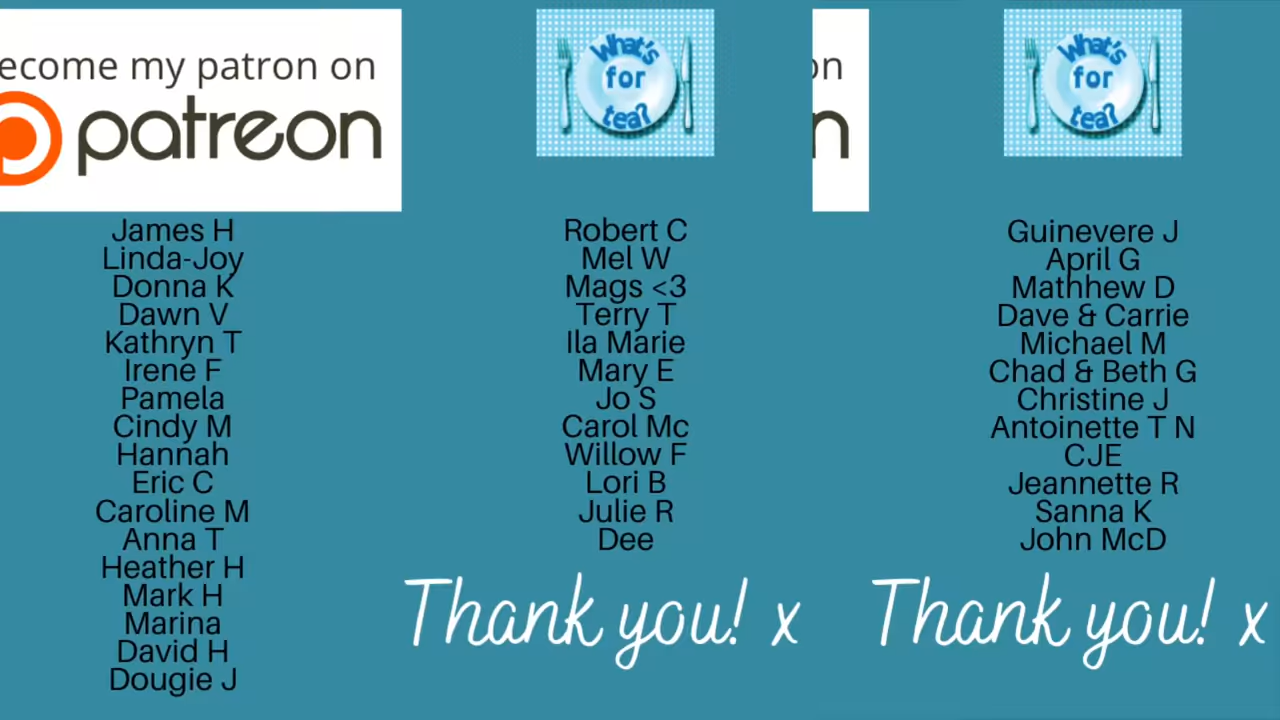 ecome my patron on
patreon
James H
Linda-Joy
Donna K
Dawn V
Kathryn T
Irene F
Pamela
Cindy M
Hannah
Eric C
Caroline M
Anna T
Heather H
Mark H
Marina
David H
Dougie J
What's
for
tea?
Robert C
Mel W
Mags <3
Terry T
Ila Marie
Mary E
Jo S
Carol Mc
Willow F
Lori B
Julie R
Dee
Thank you! x
on
n
What's
for
tea?
Guinevere J
April G
Mathhew D
Dave & Carrie
Michael M
Chad & Beth G
Christine J
Antoinette T N
CJE
Jeannette R
Sanna K
John McD
Thank you! x